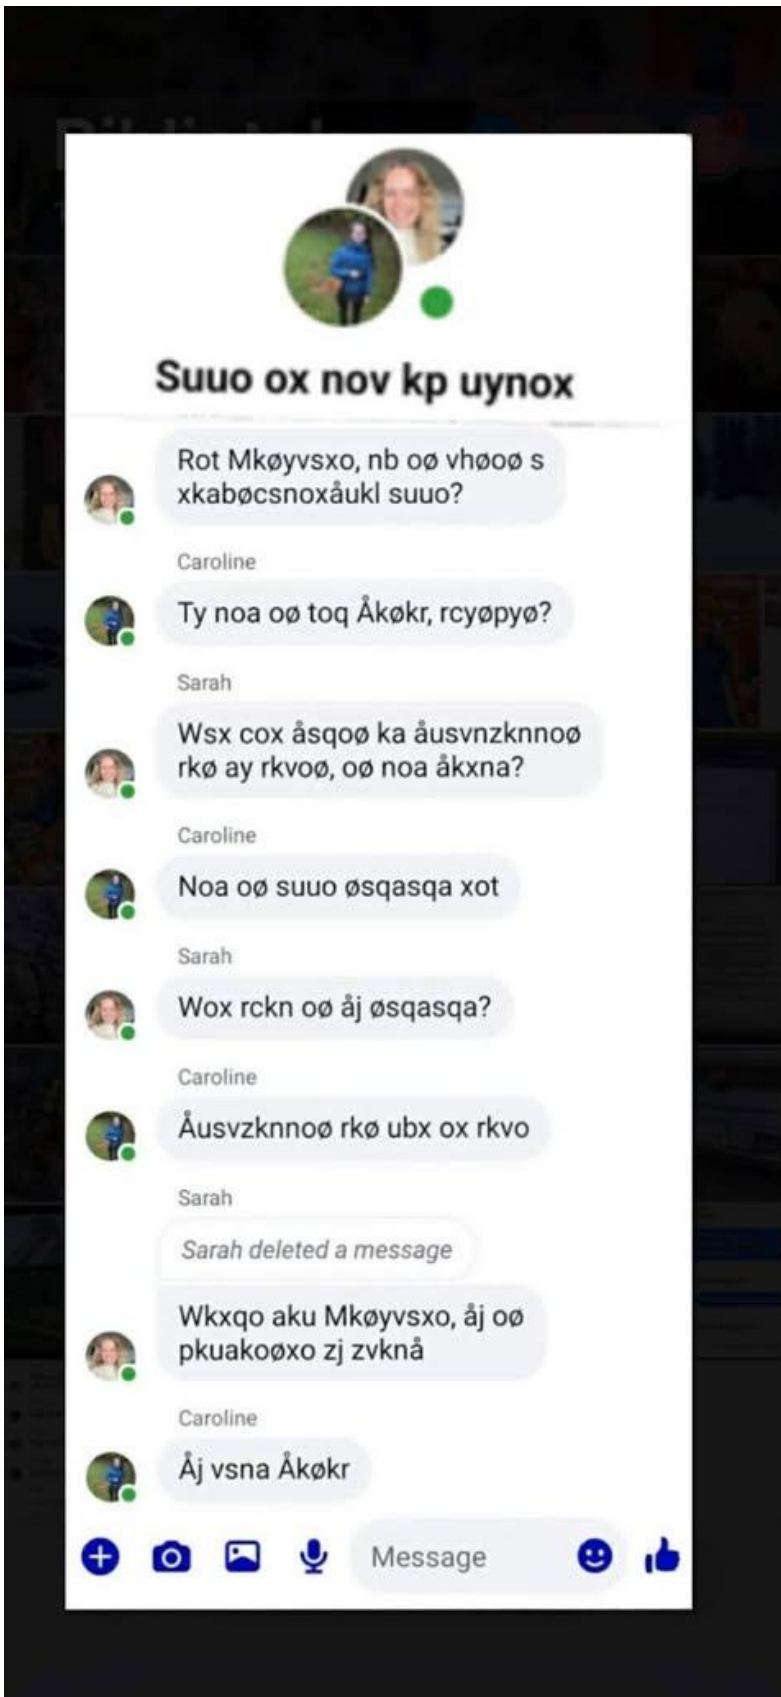 Suuo ox nov kp uynox
Rot Mkøyvsxo, nb oø vhøoø s
xkabøcsnoxåukl suuo?
Caroline
Ty noa oø toq Åkøkr, rcyøpyø?
Sarah
Wsx cox åsqoø ka åusvnzknnoø
rkø ay rkvoø, oø noa åkxna?
Caroline
Noa oø suuo øsqasqa xot
Sarah
Wox rckn oø åj øsqasqa?
Caroline
Åusvzknnoø rkø ubx ox rkvo
Sarah
Sarah deleted a message
Wkxqo aku Mkøyvsxo, åj oø
pkuakoøxo zj zvknå
Caroline
Åj vsna Åkøkr
Message